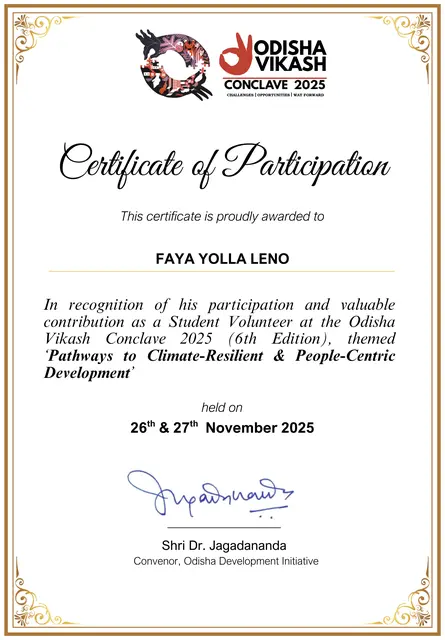 ODISHA
VIKASH
CONCLAVE 2025
CHALLENGES | OPPORTUNITIES | WAY FORWARD
Certificate of Participation
This certificate is proudly awarded to
FAYA YOLLA LENO
In recognition of his participation and valuable
contribution as a Student Volunteer at the Odisha
Vikash Conclave 2025 (6th Edition), themed
‘Pathways to Climate-Resilient & People-Centric
Development’
held on
26th & 27th November 2025
Shri Dr. Jagadananda
Convenor, Odisha Development Initiative